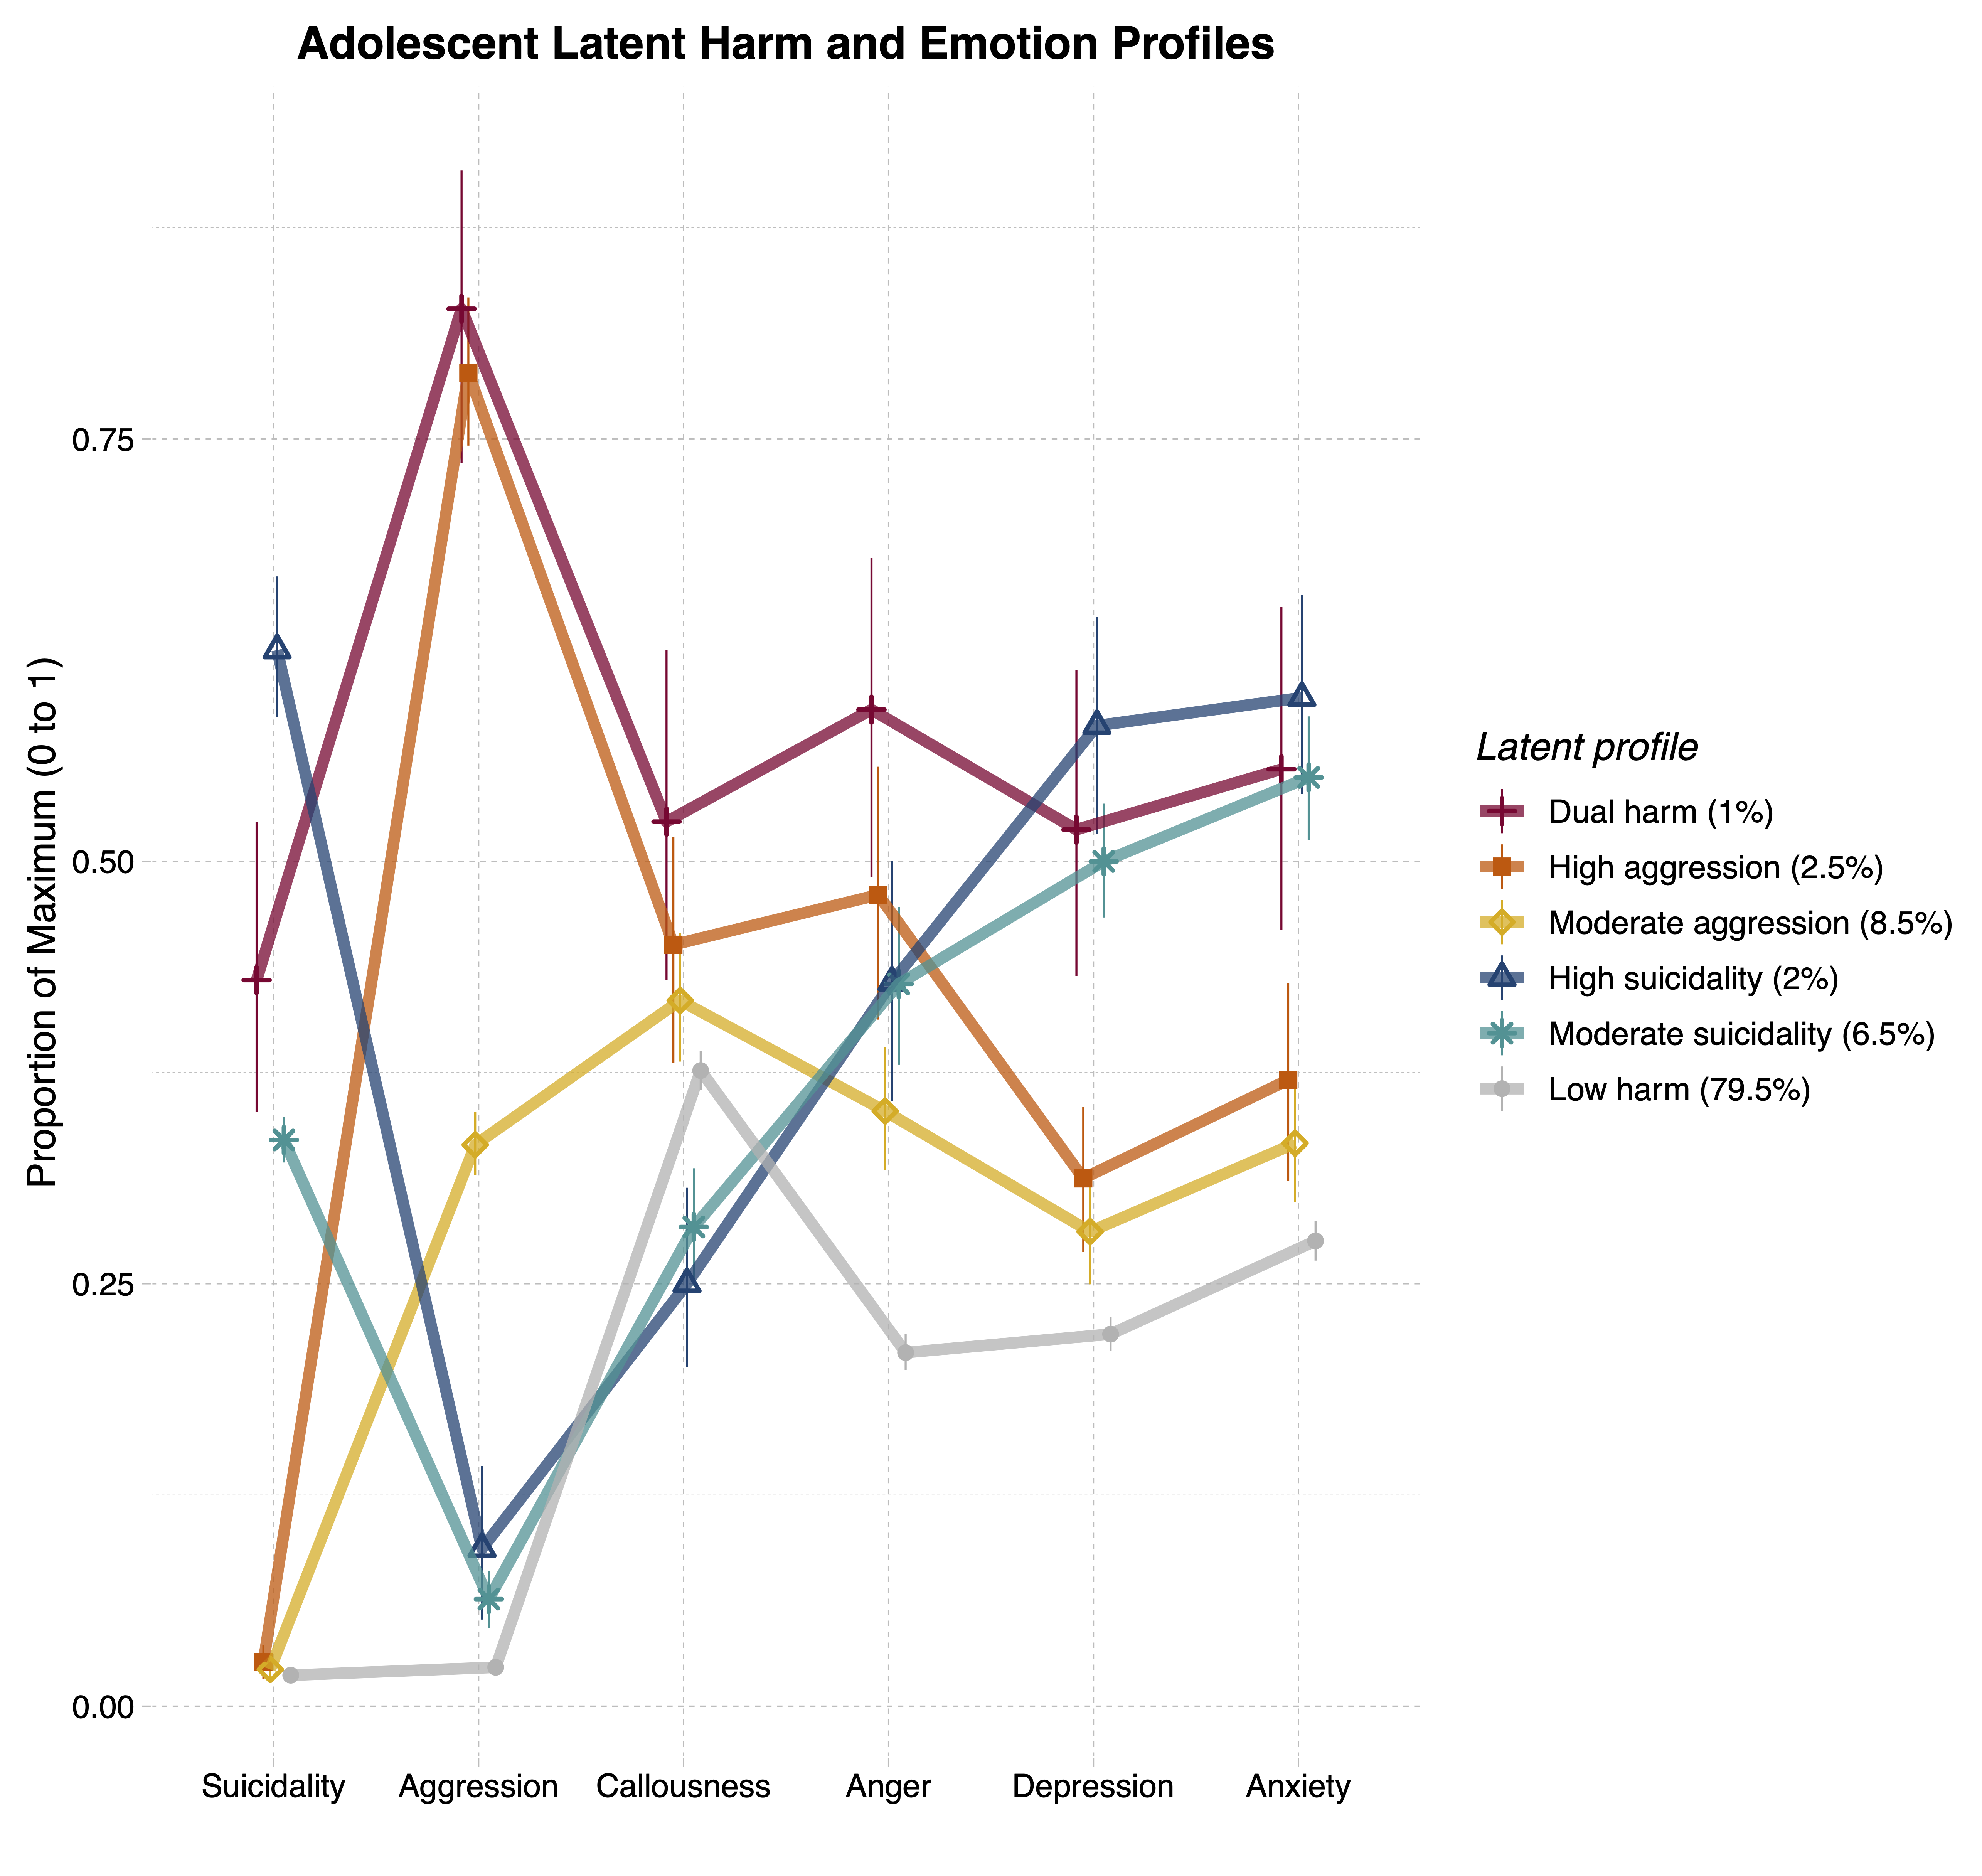 Adolescent Latent Harm and Emotion Profiles
Proportion of Maximum (0 to 1)
0.75
0.50
0.25
0.00
Suicidality
Aggression
Callousness
Anger
Depression
Anxiety
Latent profile
Dual harm (1%)
High aggression (2.5%)
Moderate aggression (8.5%)
High suicidality (2%)
Moderate suicidality (6.5%)
Low harm (79.5%)